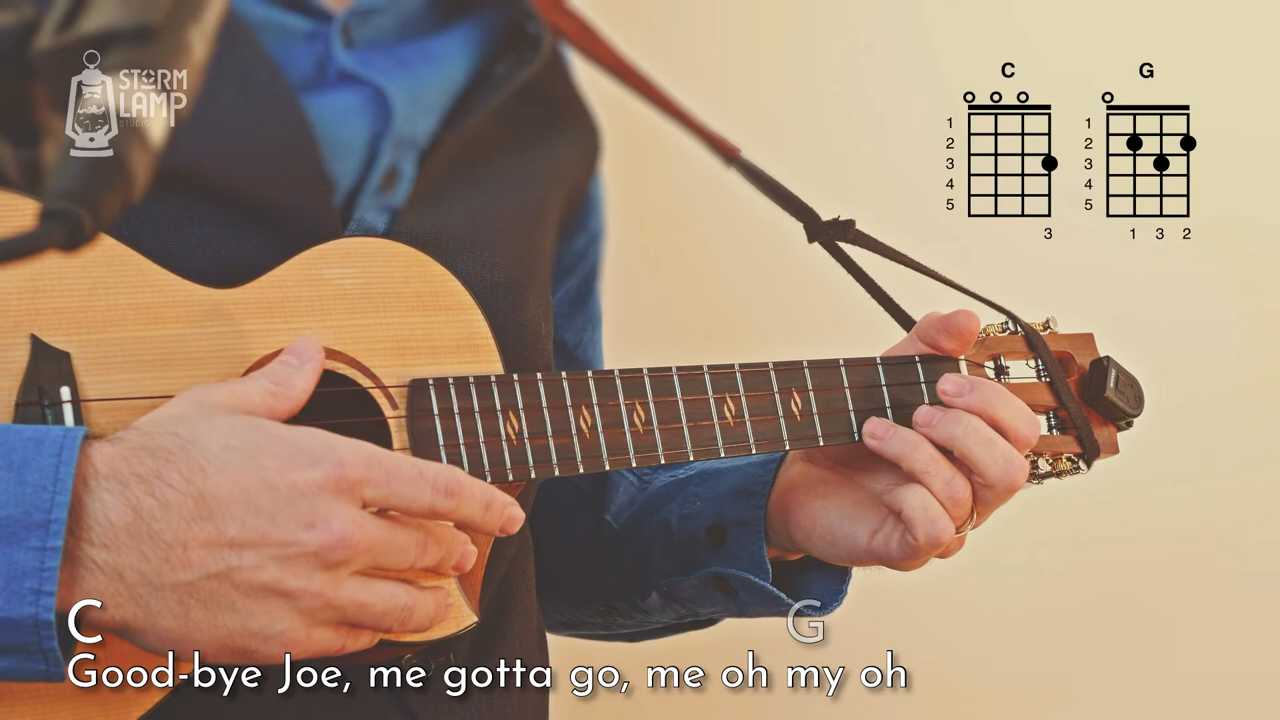 STORM
LAMP
STUDIOS
C G
1 1
2 2
3 3
4 4
5 5
3 1 3 2
C G
Good-bye Joe, me gotta go, me oh my oh